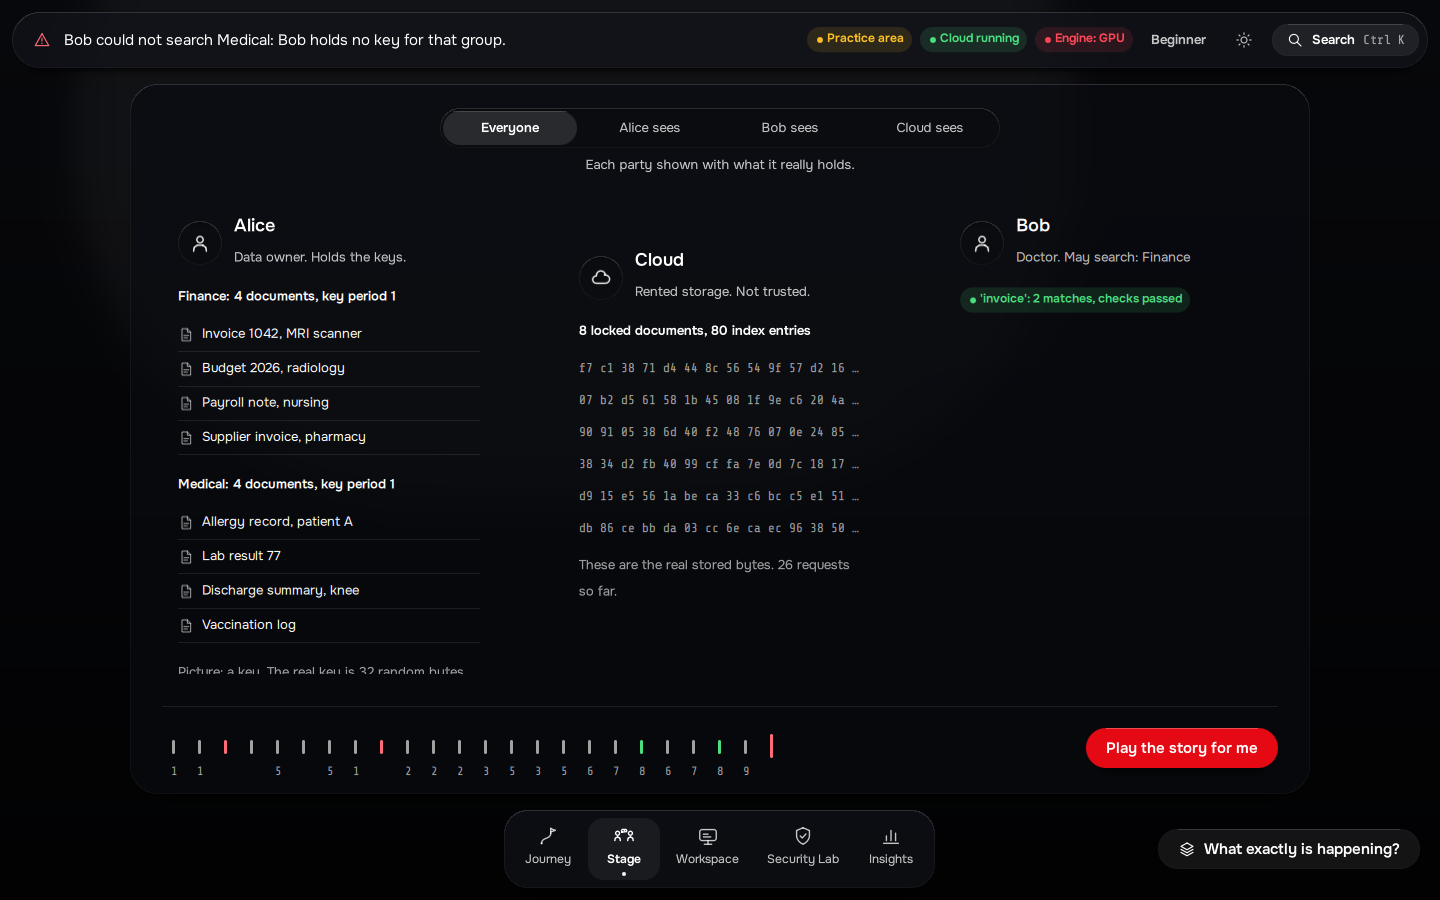 Bob could not search Medical: Bob holds no key for that group.
Practice area
Cloud running
Engine: GPU
Beginner
Search Ctrl K
Everyone
Alice sees
Bob sees
Cloud sees
Each party shown with what it really holds.
Alice
Data owner. Holds the keys.
Finance: 4 documents, key period 1
Invoice 1042, MRI scanner
Budget 2026, radiology
Payroll note, nursing
Supplier invoice, pharmacy
Medical: 4 documents, key period 1
Allergy record, patient A
Lab result 77
Discharge summary, knee
Vaccination log
Picture: a key. The real key is 32 random bytes
Cloud
Rented storage. Not trusted.
8 locked documents, 80 index entries
f7 c1 38 71 d4 44 8c 56 54 9f 57 d2 16 …
07 b2 d5 61 58 1b 45 08 1f 9e c6 20 4a …
90 91 05 38 6d 40 f2 48 76 07 0e 24 85 …
38 34 d2 fb 40 99 cf fa 7e 0d 7c 18 17 …
d9 15 e5 56 1a be ca 33 c6 bc c5 e1 51 …
db 86 ce bb da 03 cc 6e ca ec 96 38 50 …
These are the real stored bytes. 26 requests
so far.
Bob
Doctor. May search: Finance
'invoice': 2 matches, checks passed
1 1 5 5 1 2 2 2 3 5 3 5 6 7 8 6 7 8 9
Play the story for me
Journey
Stage
Workspace
Security Lab
Insights
What exactly is happening?